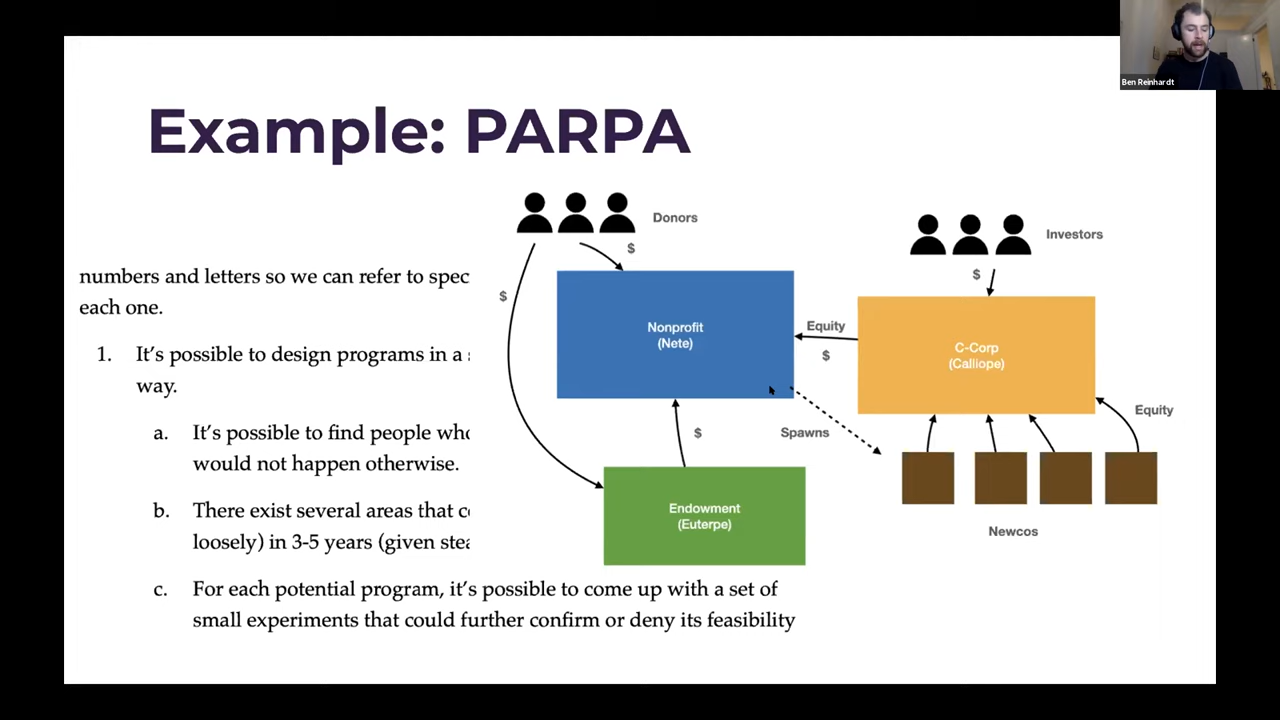 Ben Reinhardt
Example: PARPA
numbers and letters so we can refer to spec
each one.
1. It's possible to design programs in a
way.
a. It's possible to find people who
would not happen otherwise.
b. There exist several areas that
loosely) in 3-5 years (given
c. For each potential program, it's possible to come up with a set of
small experiments that could further confirm or deny its feasibility
Donors
$
$
Nonprofit
(Nete)
$
Endowment
(Euterpe)
Investors
$
Equity
$
C-Corp
(Calliope)
Spawns
Equity
Newcos